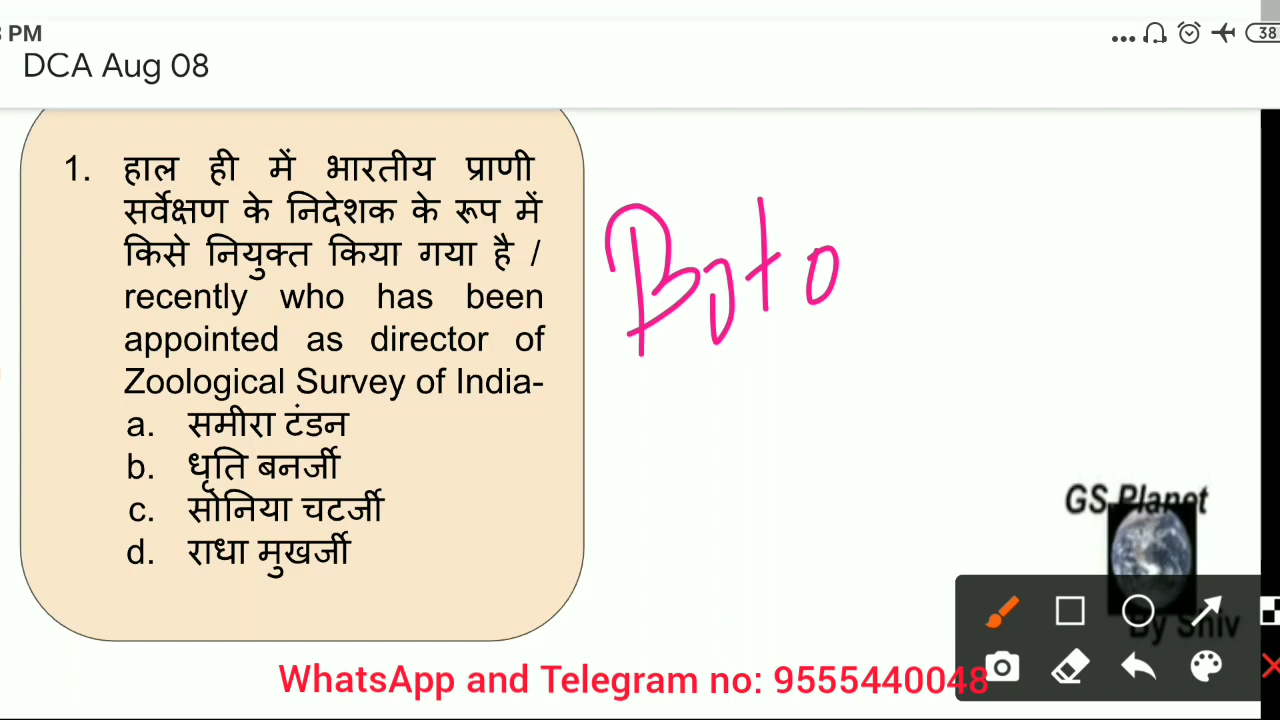 PM
38
DCA Aug 08
1. हाल ही में भारतीय प्राणी
सर्वेक्षण के निदेशक के रूप में
किसे नियुक्त किया गया है /
recently who has been
appointed as director of
Zoological Survey of India-
a. समीरा टंडन
b. धृति बनर्जी
c. सोनिया चटर्जी
d. राधा मुखर्जी
GS Planet
By Shiv
WhatsApp and Telegram no: 9555440048